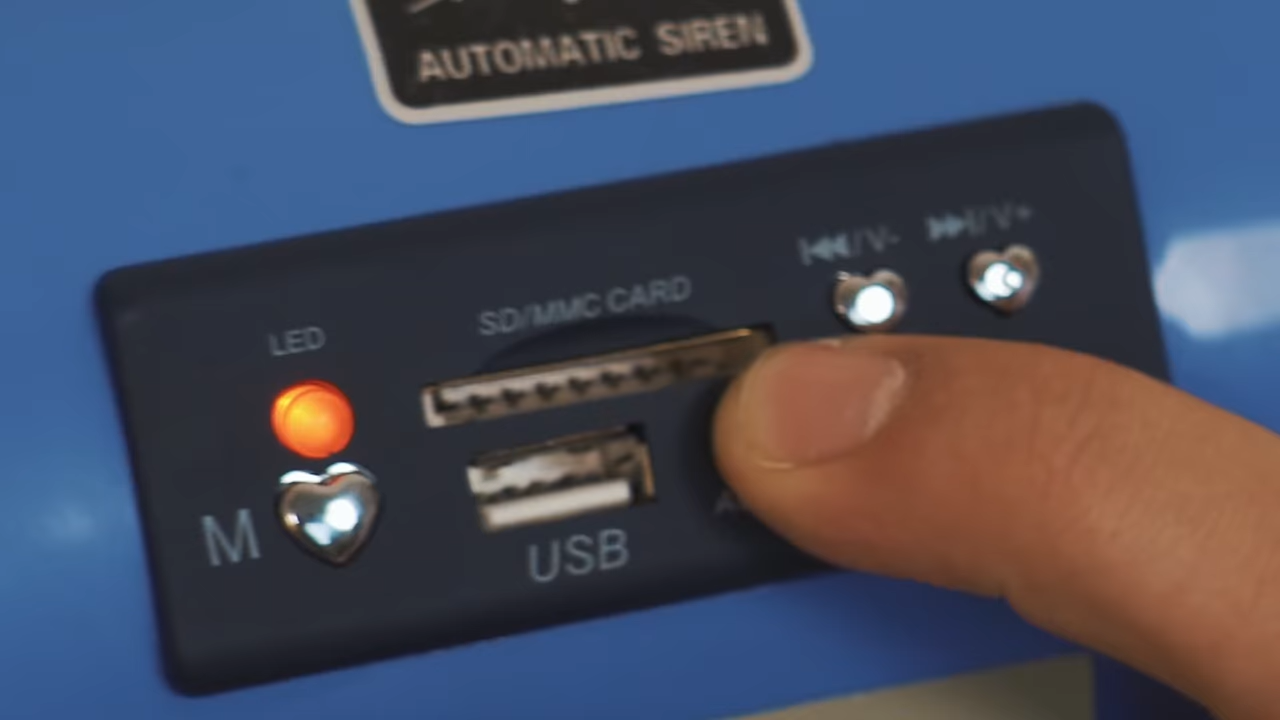 AUTOMATIC SIREN
LED
SD/MMC CARD
⏮/V-
⏭/V+
M
USB